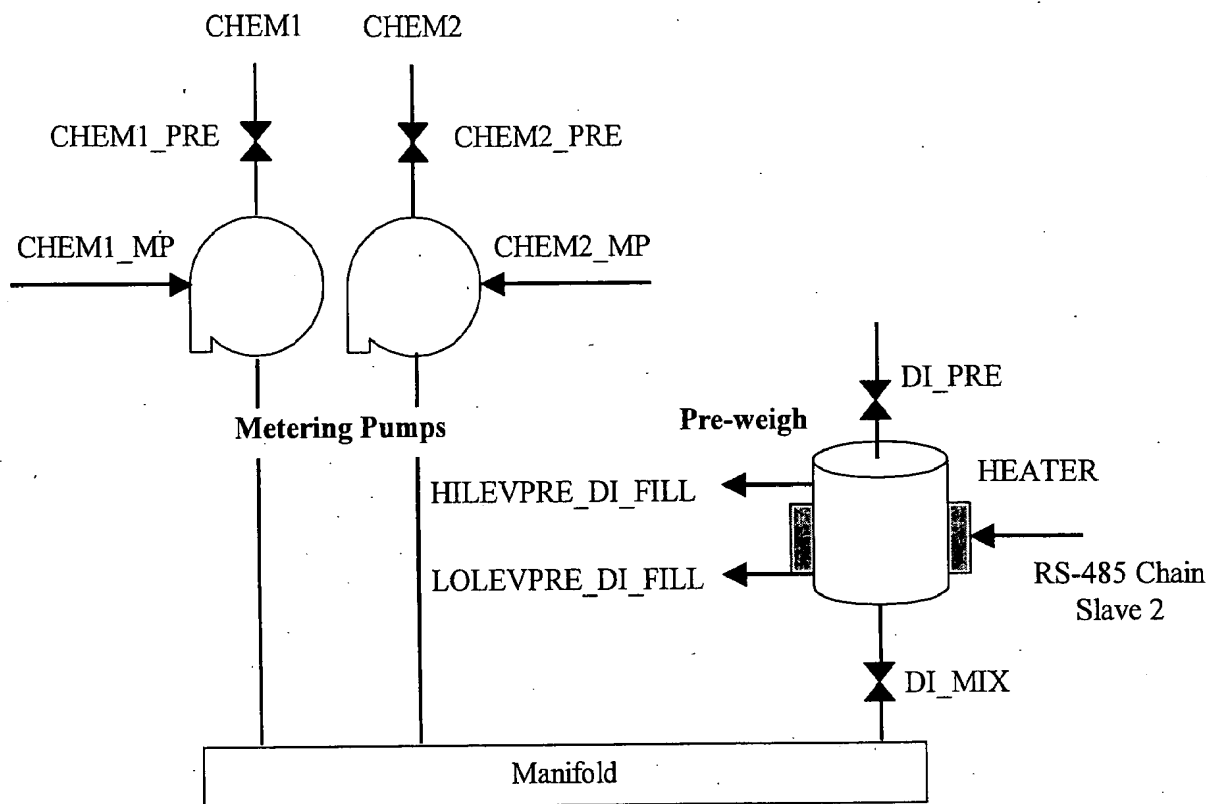 CHEM1
CHEM2
CHEM1_PRE
CHEM2_PRE
CHEM1_MP
CHEM2_MP
DI_PRE
Metering Pumps
Pre-weigh
HEATER
HILEVPRE_DI_FILL
LOLEVPRE_DI_FILL
RS-485 Chain
Slave 2
DI_MIX
Manifold